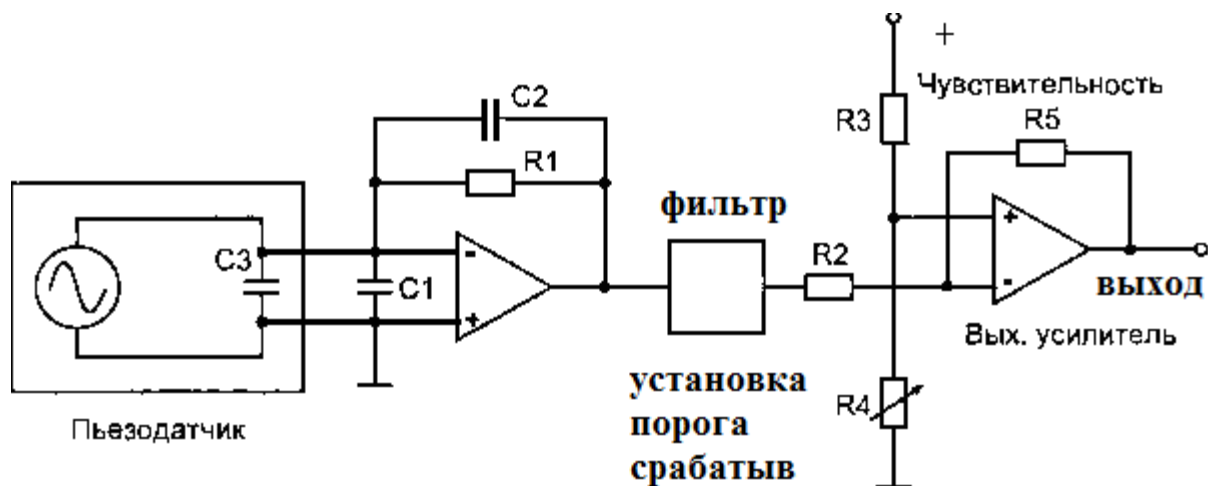 +
Чувствительность
C2
R3
R5
R1
фильтр
+
C3
C1
-
R2
-
выход
+
Вых. усилитель
установка
порога
срабатыв
R4
Пьезодатчик